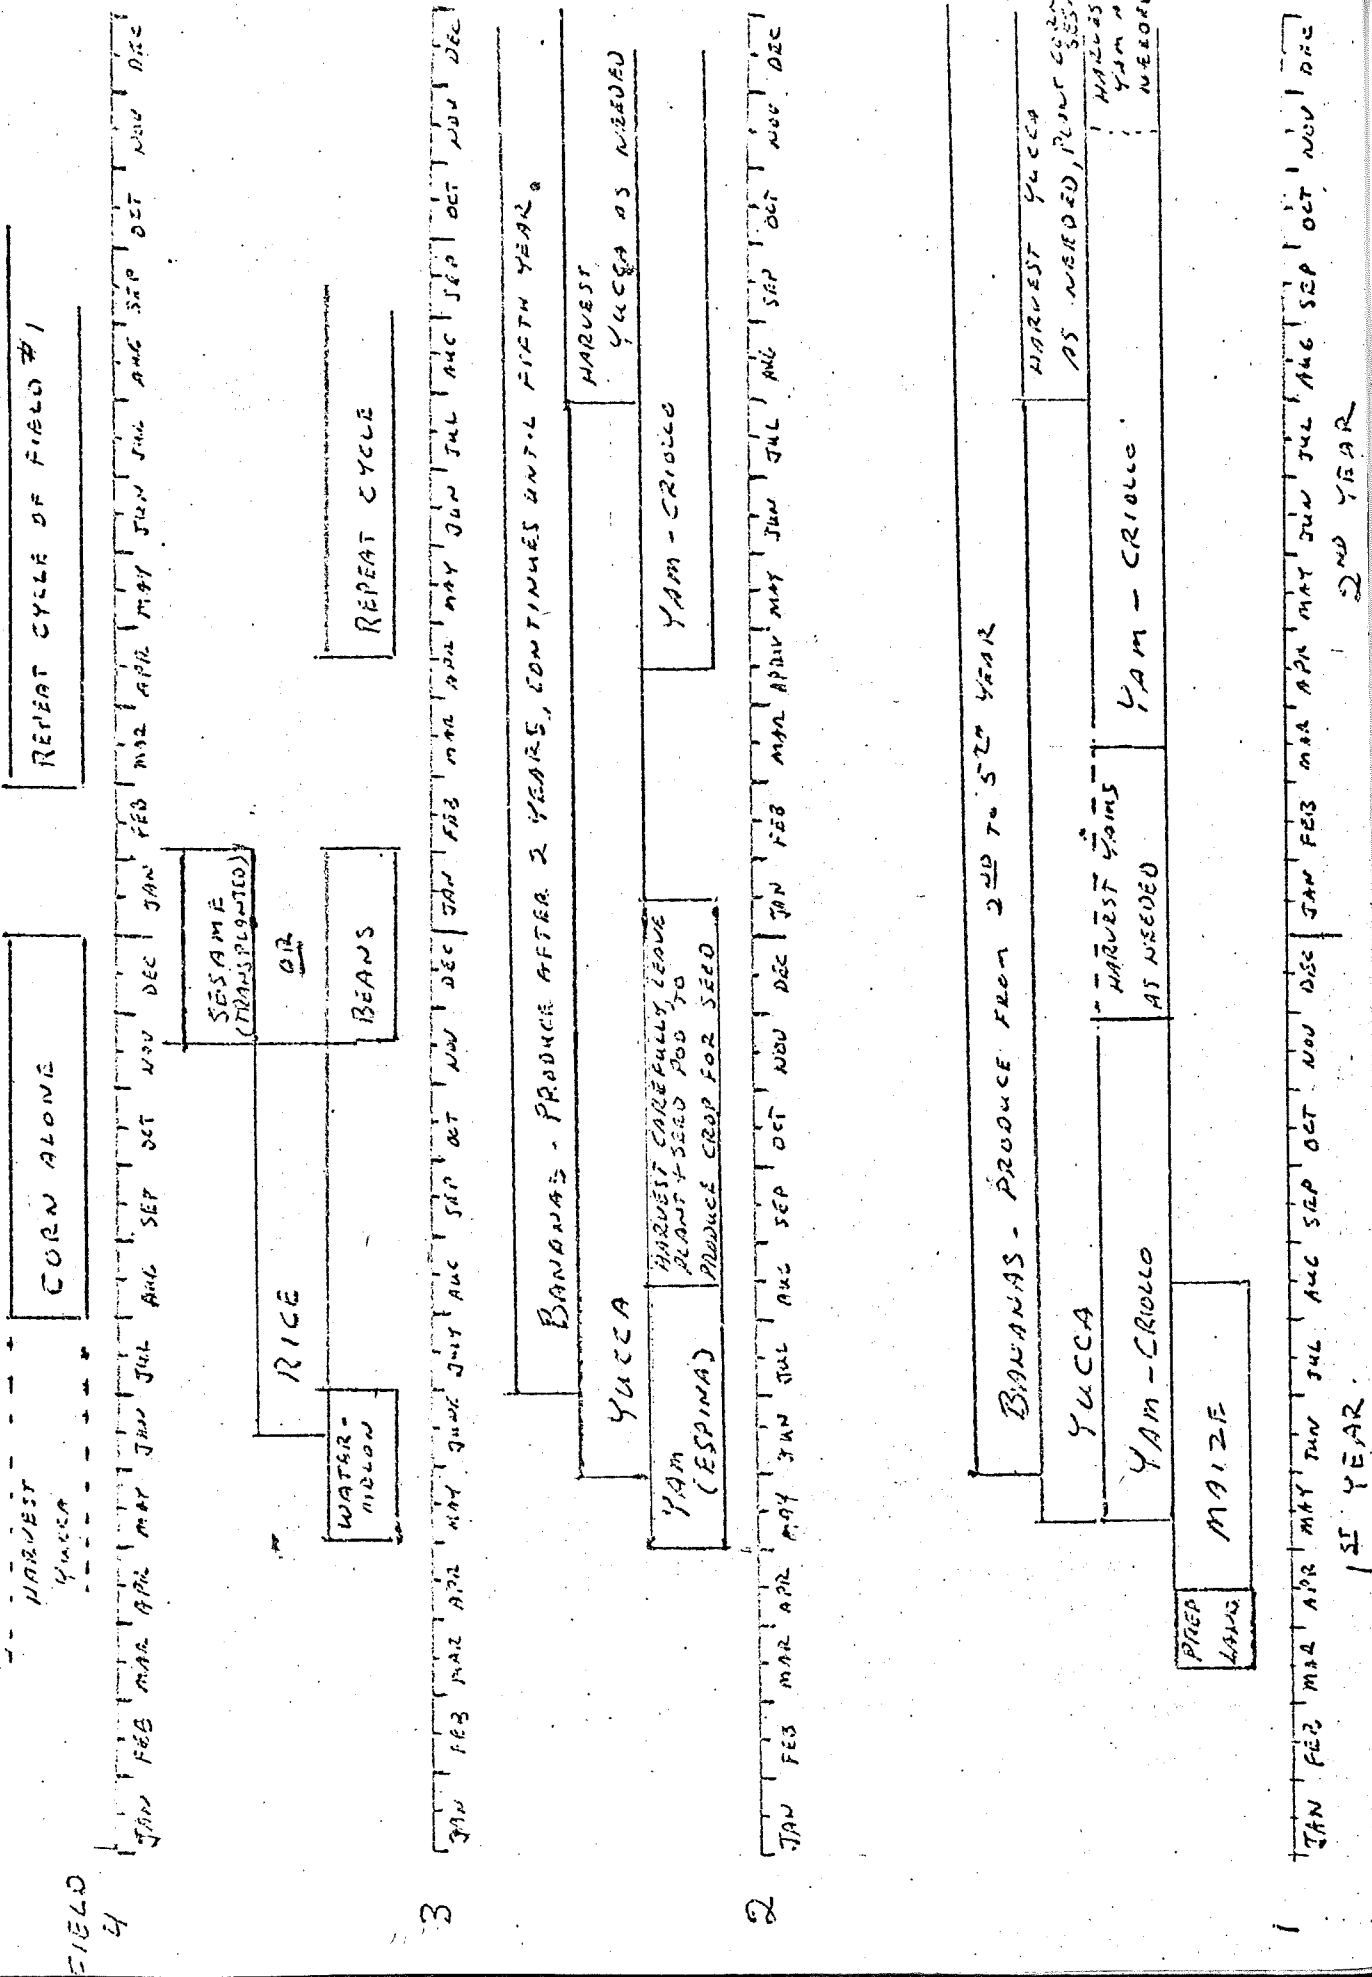 FIELD
4
HARVEST
YUCCA
CORN ALONE
REPEAT CYCLE OF FIELD #1
JAN FEB MAR APR MAY JUN JUL AUG SEP OCT NOV DEC JAN FEB MAR APR MAY JUN JUL AUG SEP OCT NOV DEC
SESAME
(TRANSPLANTED)
RICE
OR
WATER-
MELON
BEANS
REPEAT CYCLE
3
JAN FEB MAR APR MAY JUNE JULY AUG SEP OCT NOV DEC JAN FEB MAR APR MAY JUN JUL AUG SEP OCT NOV DEC
BANANAS - PRODUCE AFTER 2 YEARS, CONTINUES UNTIL FIFTH YEAR.
YUCCA
HARVEST
YUCCA AS NEEDED
YAM
(ESPINA)
HARVEST CAREFULLY LEAVE
PLANT + SEED POD TO
PRODUCE CROP FOR SEED
YAM - CRIOLLO
2
JAN FEB MAR APR MAY JUN JUL AUG SEP OCT NOV DEC JAN FEB MAR APR MAY JUN JUL AUG SEP OCT NOV DEC
BANANAS - PRODUCE FROM 2ND TO 5TH YEAR
YUCCA
HARVEST YUCCA
AS NEEDED, PLANT
YAM - CRIOLLO
HARVEST YAMS
AS NEEDED
YAM - CRIOLLO
YAM
PREP
LAND
MAIZE
1
JAN FEB MAR APR MAY JUN JUL AUG SEP OCT NOV DEC JAN FEB MAR APR MAY JUN JUL AUG SEP OCT NOV DEC
1ST YEAR.
2ND YEAR